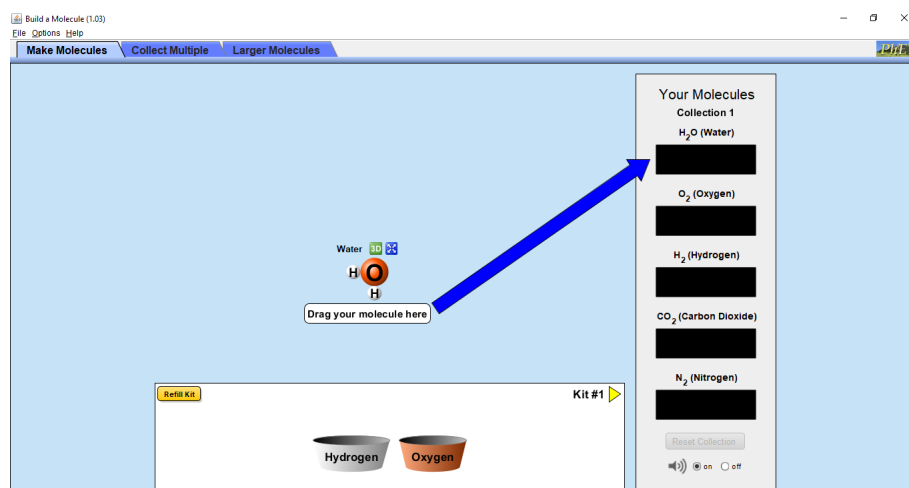 Build a Molecule (1.03)
File Options Help
Make Molecules Collect Multiple Larger Molecules
PhET
Your Molecules
Collection 1
H₂O (Water)
O₂ (Oxygen)
H₂ (Hydrogen)
CO₂ (Carbon Dioxide)
N₂ (Nitrogen)
Reset Collection
on off
Water 3D
H O
H
Drag your molecule here
Refill Kit
Kit #1
Hydrogen Oxygen